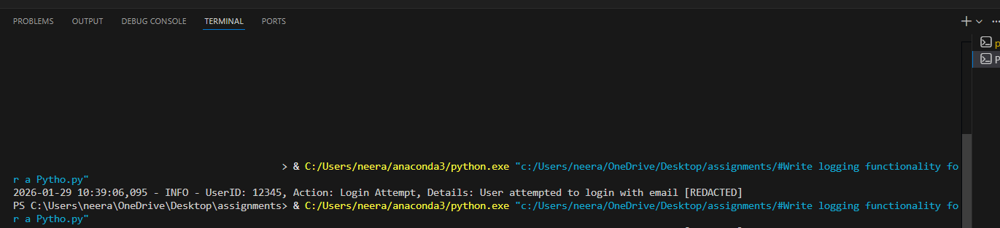 PROBLEMS OUTPUT DEBUG CONSOLE TERMINAL PORTS
> & C:/Users/neera/anaconda3/python.exe "c:/Users/neera/OneDrive/Desktop/assignments/#Write logging functionality fo
r a Pytho.py"
2026-01-29 10:39:06,095 - INFO - UserID: 12345, Action: Login Attempt, Details: User attempted to login with email [REDACTED]
PS C:\Users\neera\OneDrive\Desktop\assignments> & C:/Users/neera/anaconda3/python.exe "c:/Users/neera/OneDrive/Desktop/assignments/#Write logging functionality fo
r a Pytho.py"